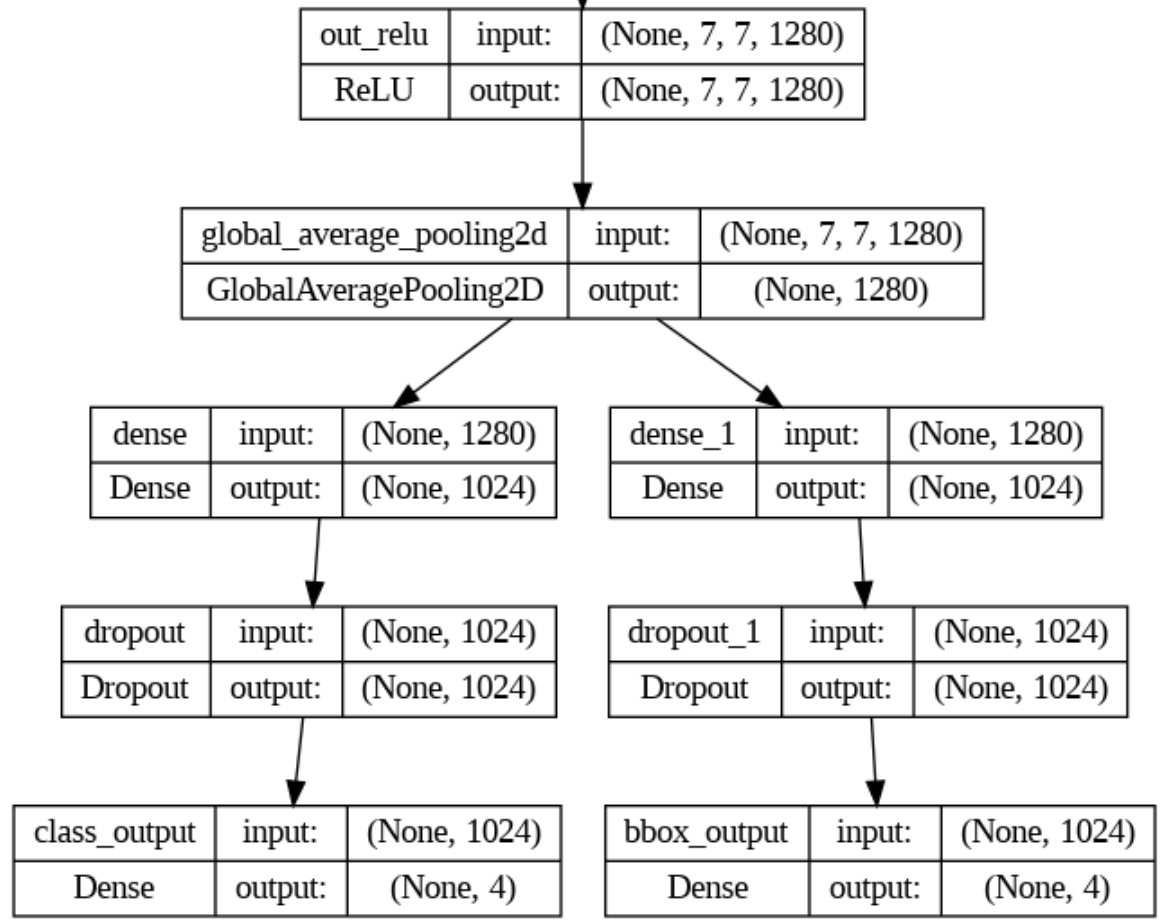 out_relu input: (None, 7, 7, 1280)
ReLU output: (None, 7, 7, 1280)
global_average_pooling2d input: (None, 7, 7, 1280)
GlobalAveragePooling2D output: (None, 1280)
dense input: (None, 1280)
Dense output: (None, 1024)
dense_1 input: (None, 1280)
Dense output: (None, 1024)
dropout input: (None, 1024)
Dropout output: (None, 1024)
dropout_1 input: (None, 1024)
Dropout output: (None, 1024)
class_output input: (None, 1024)
Dense output: (None, 4)
bbox_output input: (None, 1024)
Dense output: (None, 4)